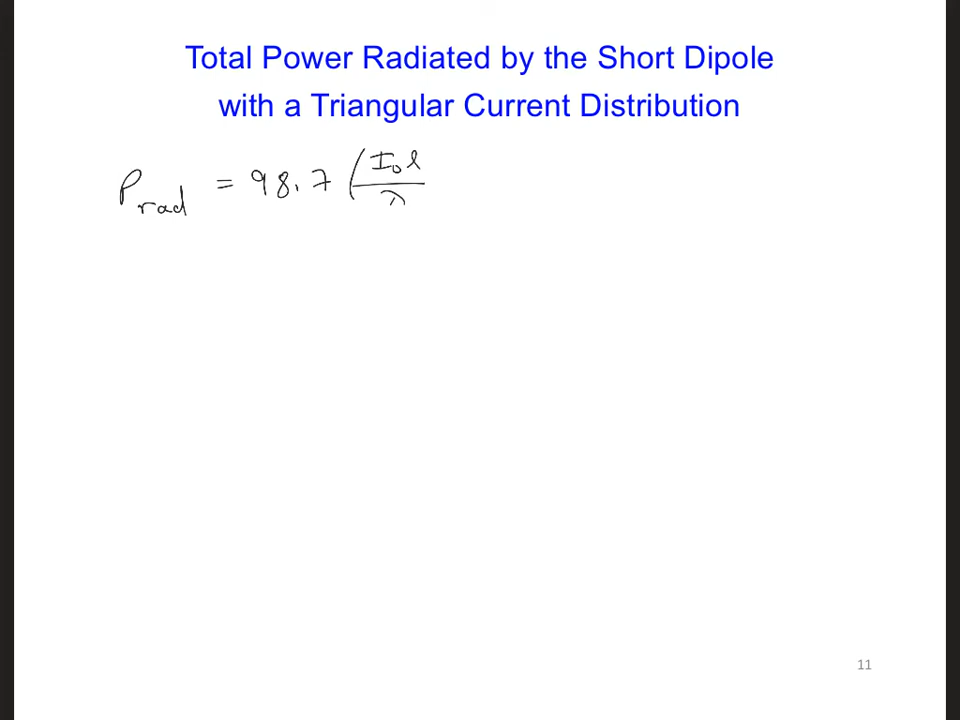 Total Power Radiated by the Short Dipole
with a Triangular Current Distribution
P_rad = 98.7 (I₀l/λ
11